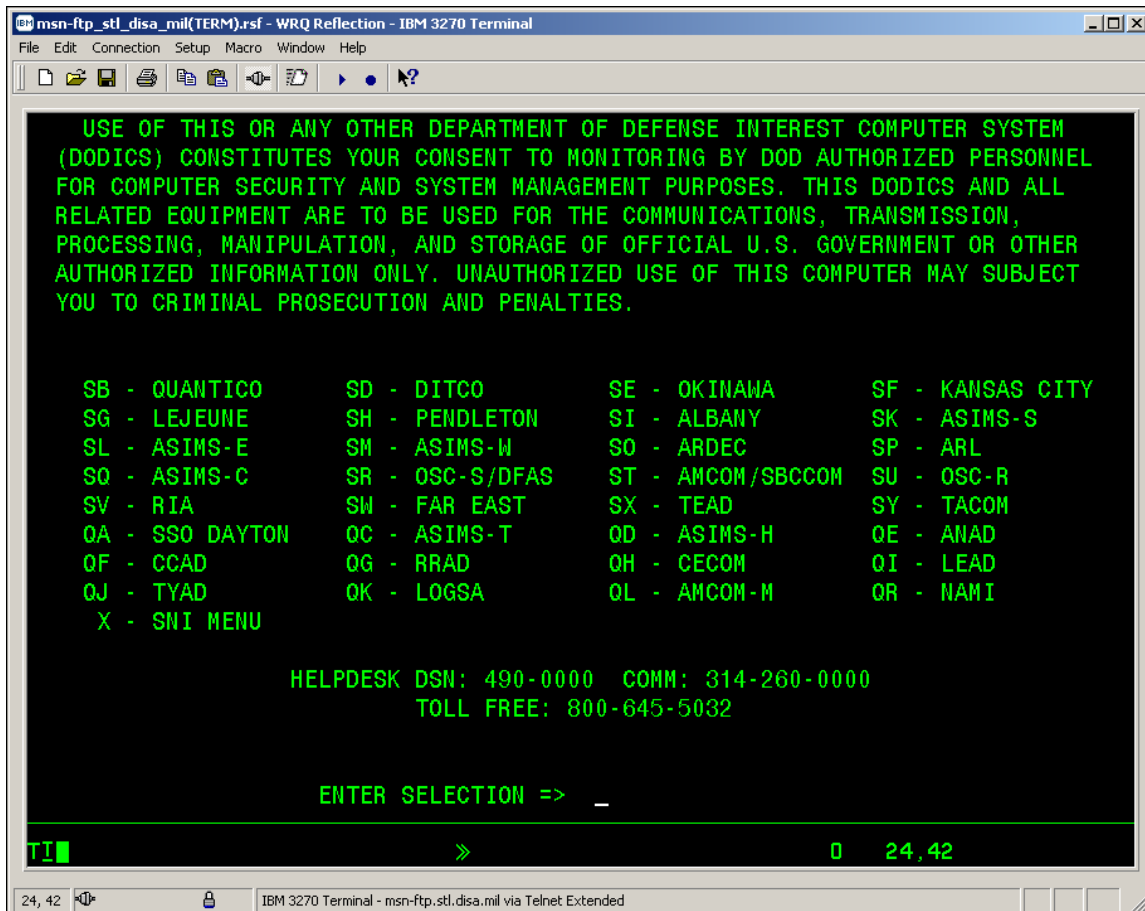 msn-ftp_stl_disa_mil(TERM).rsf - WRQ Reflection - IBM 3270 Terminal
File Edit Connection Setup Macro Window Help
USE OF THIS OR ANY OTHER DEPARTMENT OF DEFENSE INTEREST COMPUTER SYSTEM
(DODICS) CONSTITUTES YOUR CONSENT TO MONITORING BY DOD AUTHORIZED PERSONNEL
FOR COMPUTER SECURITY AND SYSTEM MANAGEMENT PURPOSES. THIS DODICS AND ALL
RELATED EQUIPMENT ARE TO BE USED FOR THE COMMUNICATIONS, TRANSMISSION,
PROCESSING, MANIPULATION, AND STORAGE OF OFFICIAL U.S. GOVERNMENT OR OTHER
AUTHORIZED INFORMATION ONLY. UNAUTHORIZED USE OF THIS COMPUTER MAY SUBJECT
YOU TO CRIMINAL PROSECUTION AND PENALTIES.
SB - QUANTICO SD - DITCO SE - OKINAWA SF - KANSAS CITY
SG - LEJEUNE SH - PENDLETON SI - ALBANY SK - ASIMS-S
SL - ASIMS-E SM - ASIMS-W SO - ARDEC SP - ARL
SQ - ASIMS-C SR - OSC-S/DFAS ST - AMCOM/SBCCOM SU - OSC-R
SV - RIA SW - FAR EAST SX - TEAD SY - TACOM
QA - SSO DAYTON QC - ASIMS-T QD - ASIMS-H QE - ANAD
QF - CCAD QG - RRAD QH - CECOM QI - LEAD
QJ - TYAD QK - LOGSA QL - AMCOM-M QR - NAMI
X - SNI MENU
HELPDESK DSN: 490-0000 COMM: 314-260-0000
TOLL FREE: 800-645-5032
ENTER SELECTION => _
TI » 0 24,42
24, 42 IBM 3270 Terminal - msn-ftp.stl.disa.mil via Telnet Extended